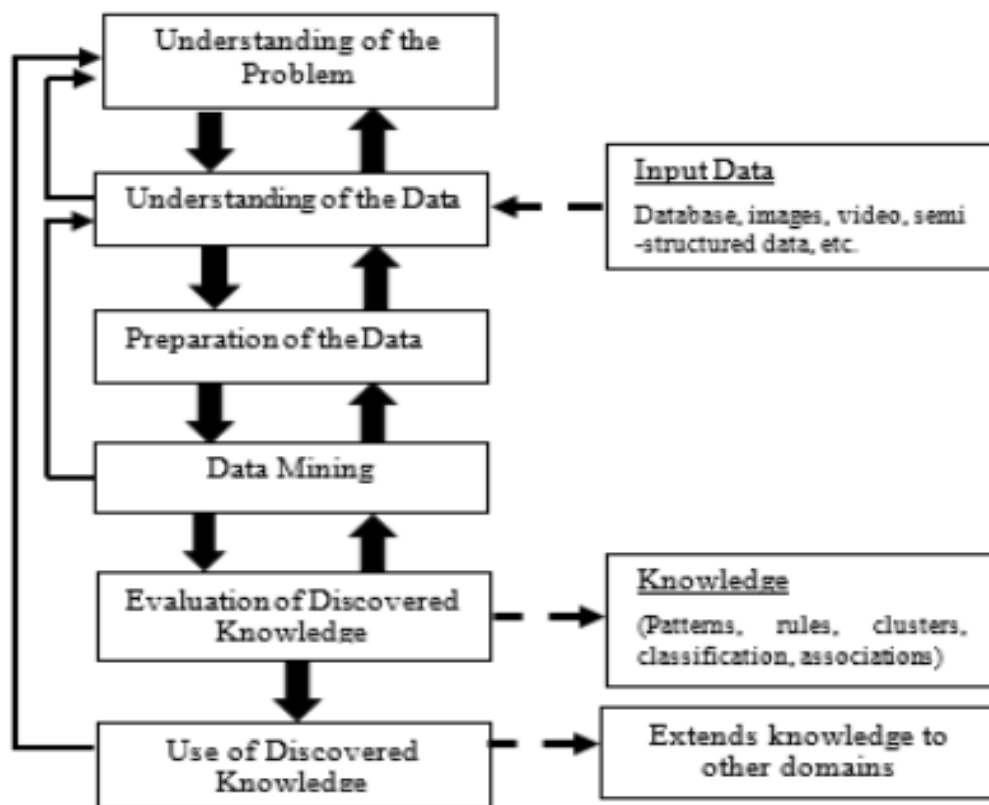 Understanding of the
Problem
Understanding of the Data
Input Data
Database, images, video, semi
-structured data, etc.
Preparation of the Data
Data Mining
Evaluation of Discovered
Knowledge
Knowledge
(Patterns, rules, clusters,
classification, associations)
Use of Discovered
Knowledge
Extends knowledge to
other domains